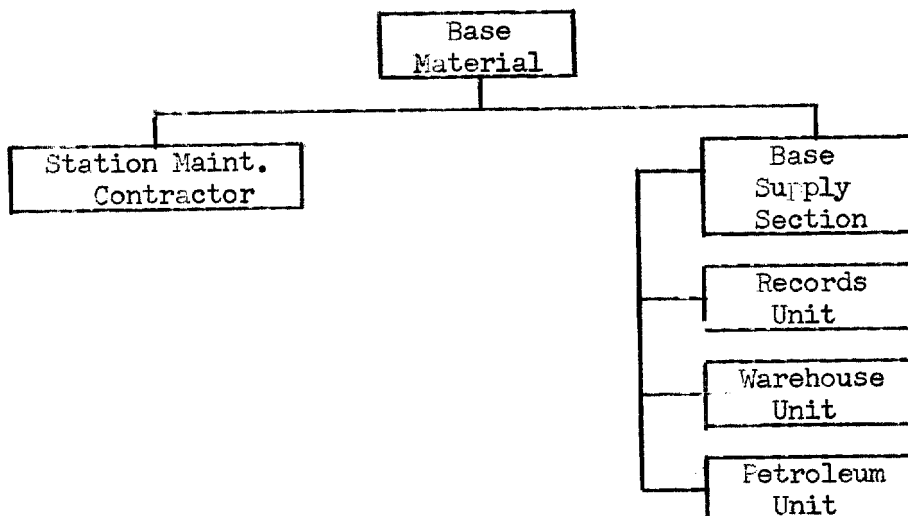 Base
Material
Station Maint.
Contractor
Base
Supply
Section
Records
Unit
Warehouse
Unit
Petroleum
Unit